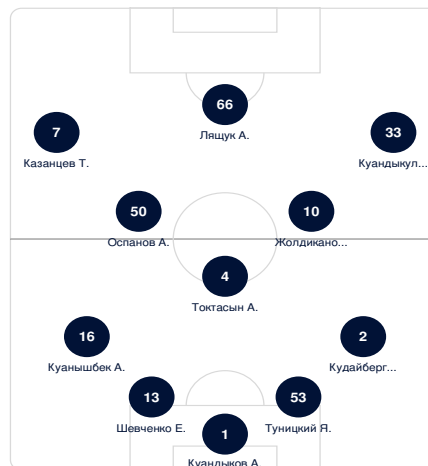 66
Лящук А.
7
Казанцев Т.
33
Куандыкул...
50
Оспанов А.
10
Жолдикано...
4
Токтасын А.
16
Куанышбек А.
2
Кудайберг...
13
Шевченко Е.
53
Туницкий Я.
1
Куандыков А.